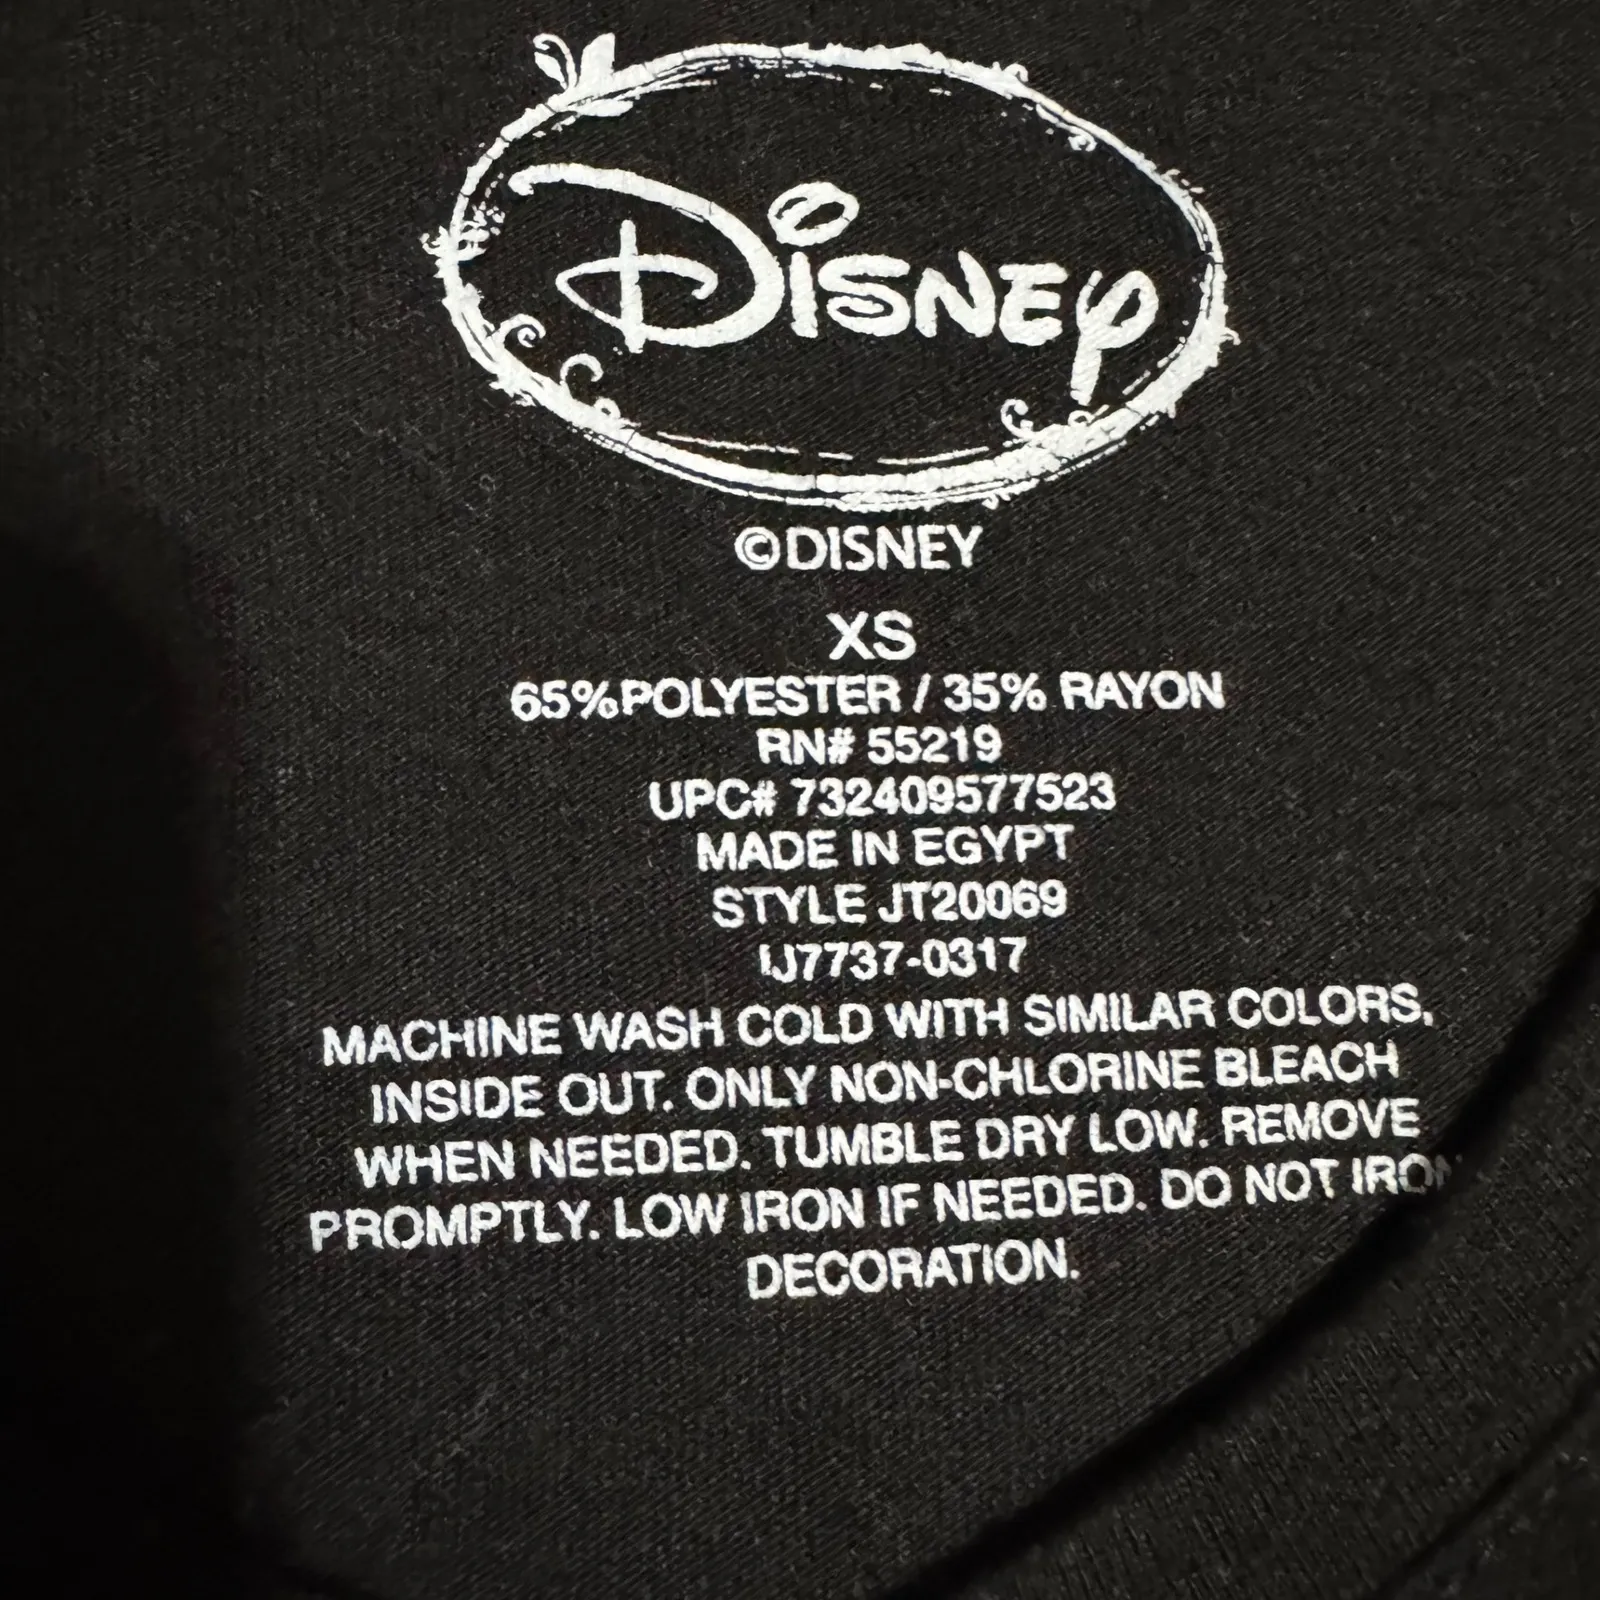 DISNEY
©DISNEY
XS
65%POLYESTER / 35% RAYON
RN# 55219
UPC# 732409577523
MADE IN EGYPT
STYLE JT20069
IJ7737-0317
MACHINE WASH COLD WITH SIMILAR COLORS,
INSIDE OUT. ONLY NON-CHLORINE BLEACH
WHEN NEEDED. TUMBLE DRY LOW. REMOVE
PROMPTLY. LOW IRON IF NEEDED. DO NOT IRON
DECORATION.